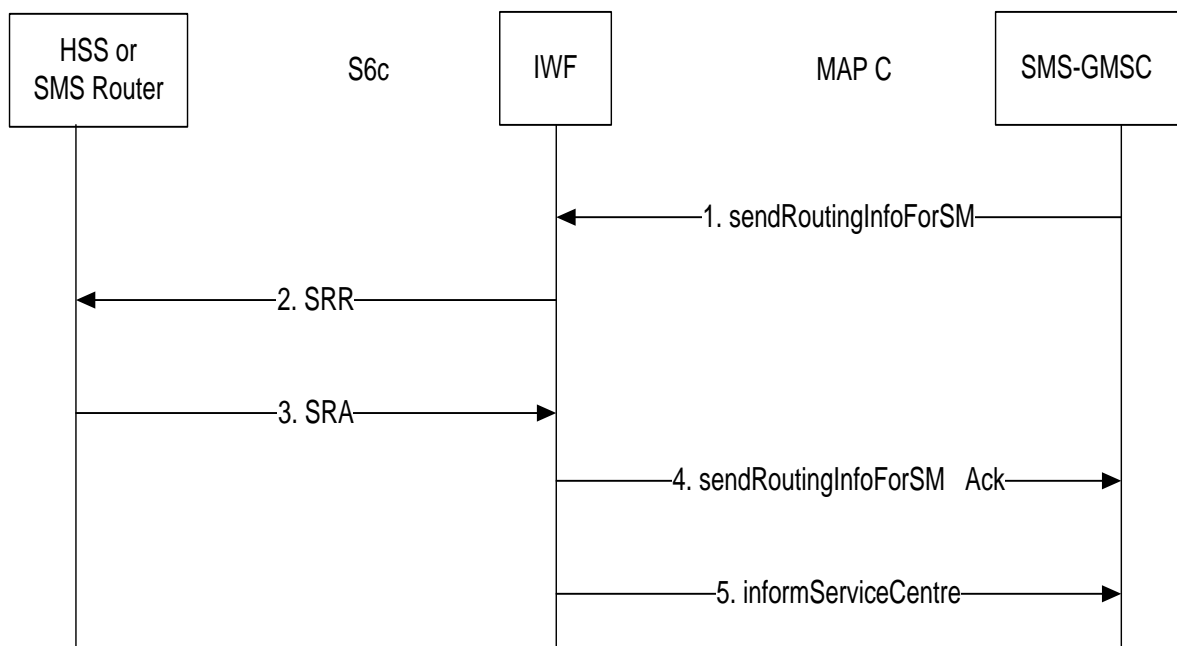 HSS or
SMS Router
S6c
IWF
MAP C
SMS-GMSC
1. sendRoutingInfoForSM
2. SRR
3. SRA
4. sendRoutingInfoForSM   Ack
5. informServiceCentre